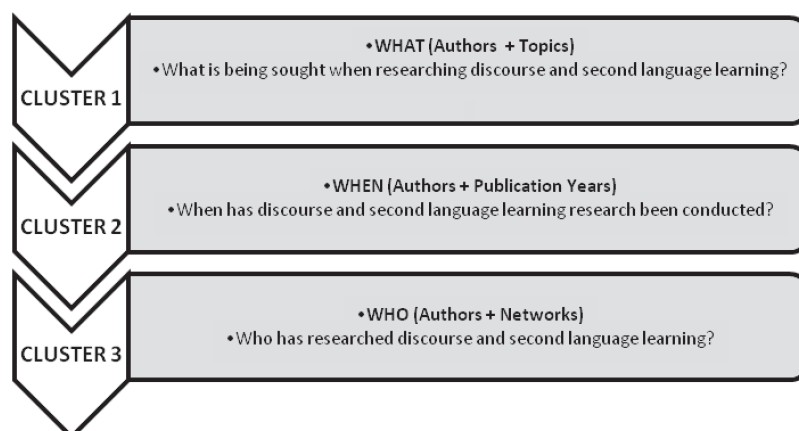 •WHAT (Authors + Topics)
•What is being sought when researching discourse and second language learning?
CLUSTER 1
•WHEN (Authors + Publication Years)
•When has discourse and second language learning research been conducted?
CLUSTER 2
•WHO (Authors + Networks)
•Who has researched discourse and second language learning?
CLUSTER 3